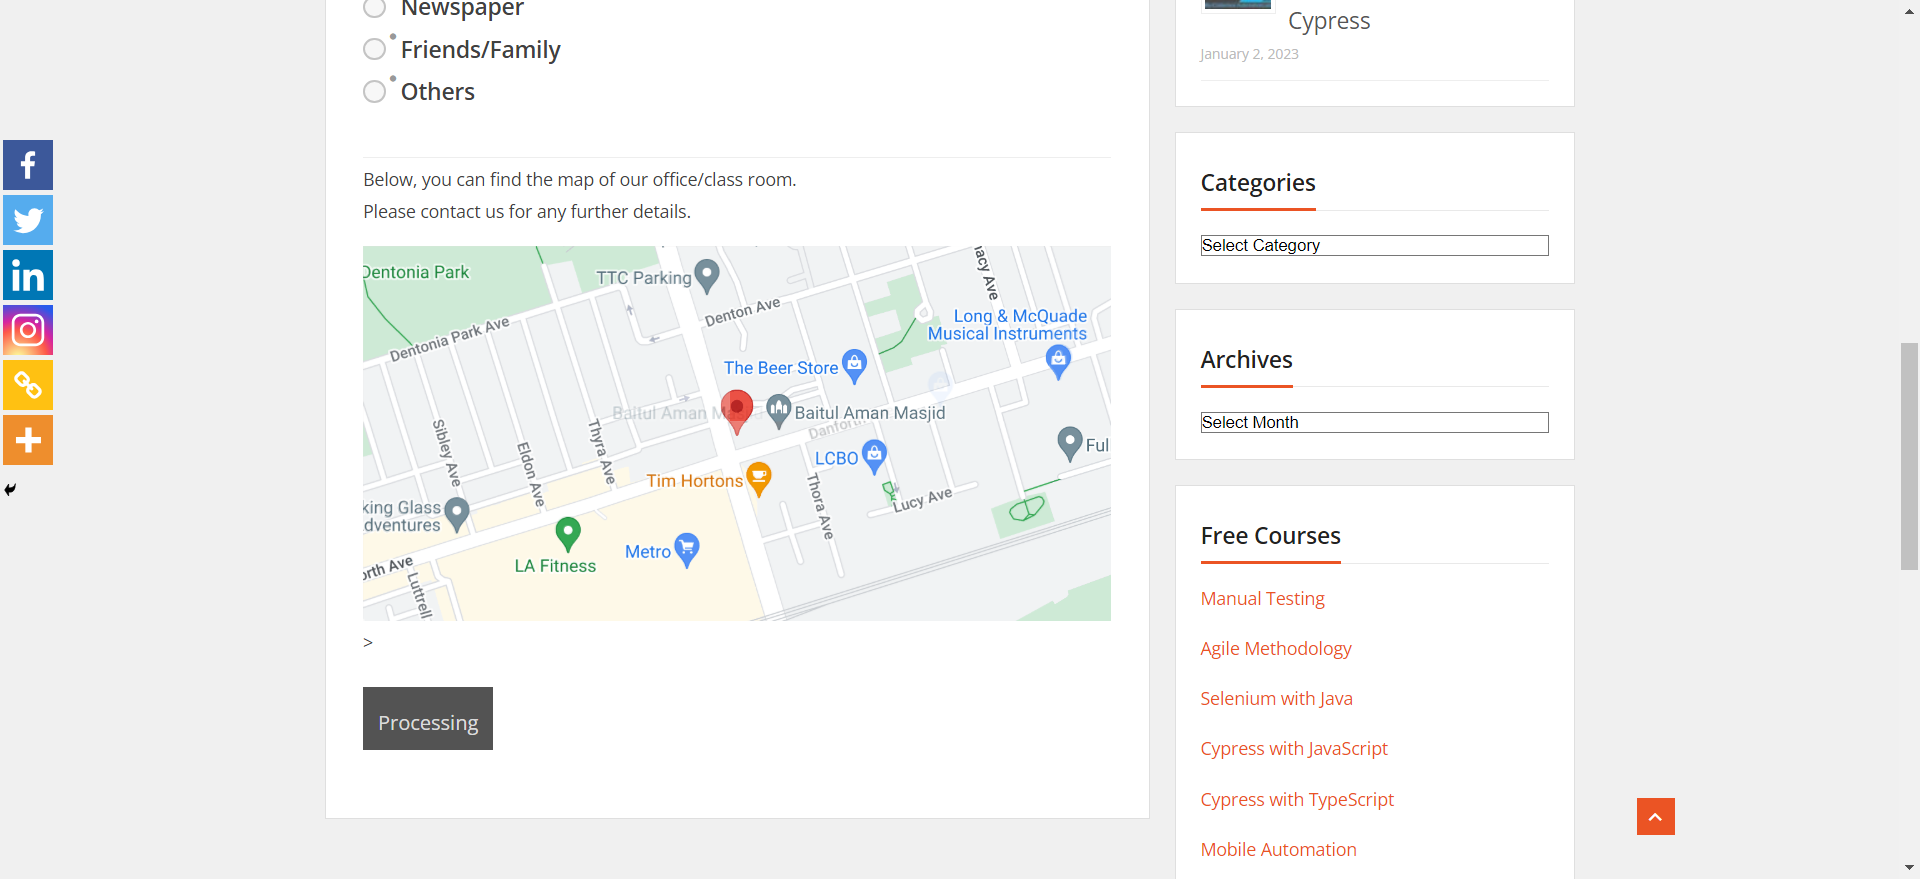 Newspaper
Friends/Family
Others
Below, you can find the map of our office/class room.
Please contact us for any further details.
Dentonia Park
TTC Parking
Denton Ave
Dentonia Park Ave
acy Ave
Long & McQuade
Musical Instruments
The Beer Store
Baitul Aman Ma
Baitul Aman Masjid
Danforth
Sibley Ave
Eldon Ave
Thyra Ave
LCBO
Ful
Tim Hortons
Thora Ave
Lucy Ave
king Glass
dventures
LA Fitness
Metro
orth Ave
Luttrell
>
Processing
Cypress
January 2, 2023
Categories
Select Category
Archives
Select Month
Free Courses
Manual Testing
Agile Methodology
Selenium with Java
Cypress with JavaScript
Cypress with TypeScript
Mobile Automation